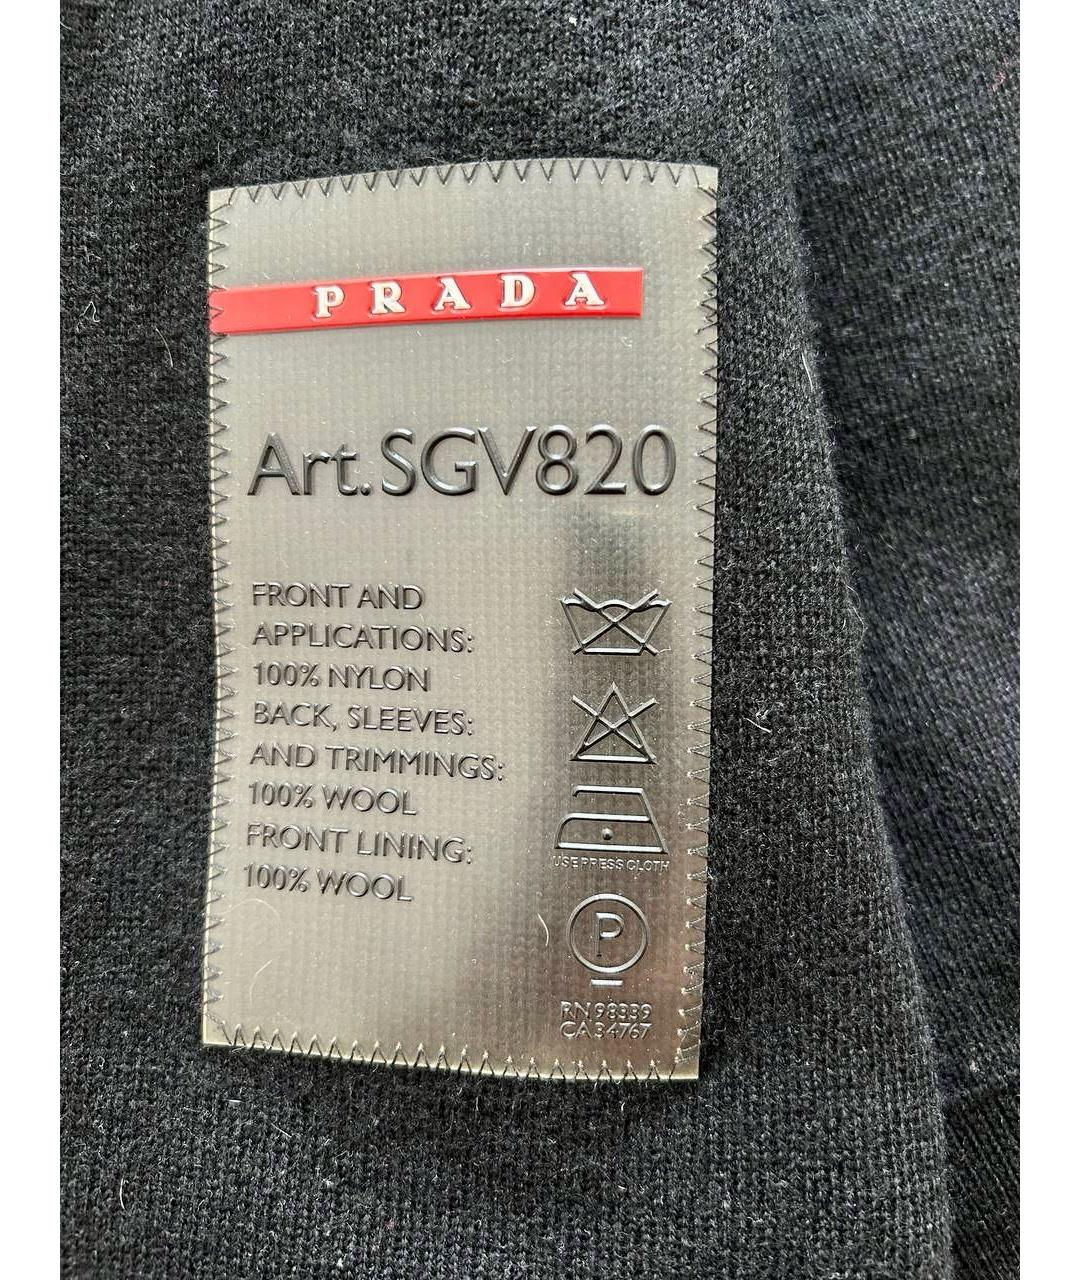 PRADA
Art.SGV820
FRONT AND
APPLICATIONS:
100% NYLON
BACK, SLEEVES:
AND TRIMMINGS:
100% WOOL
FRONT LINING:
100% WOOL
USE PRESS CLOTH
P
RN 98339
CA 34767